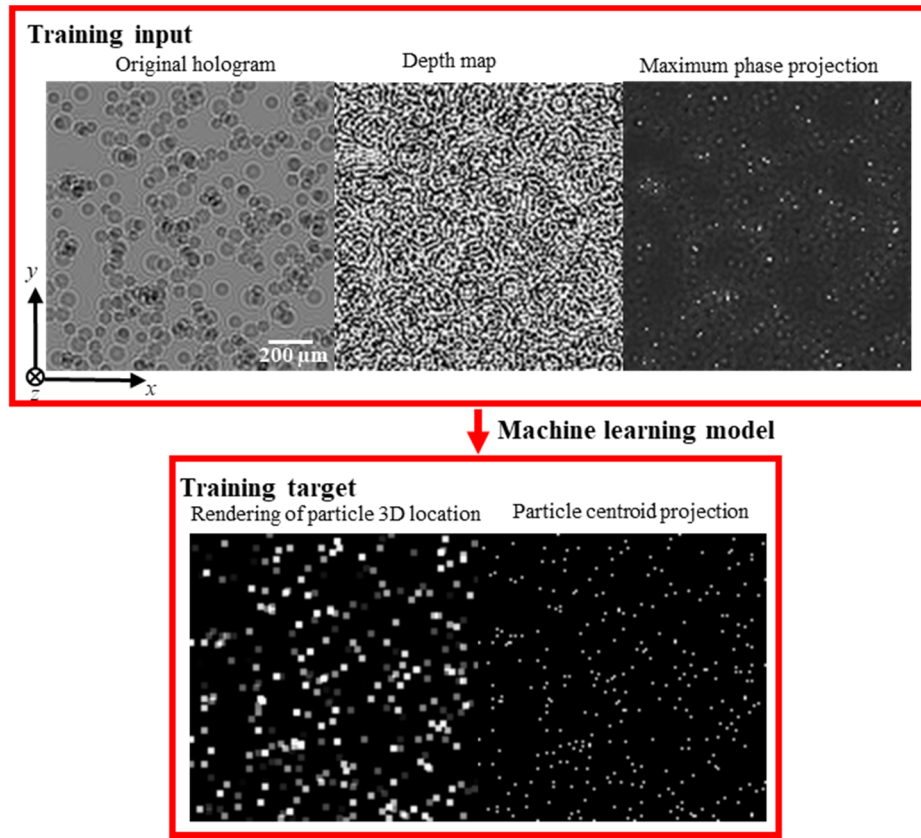 Training input
Original hologram
Depth map
Maximum phase projection
y
200 μm
z
x
Machine learning model
Training target
Rendering of particle 3D location
Particle centroid projection